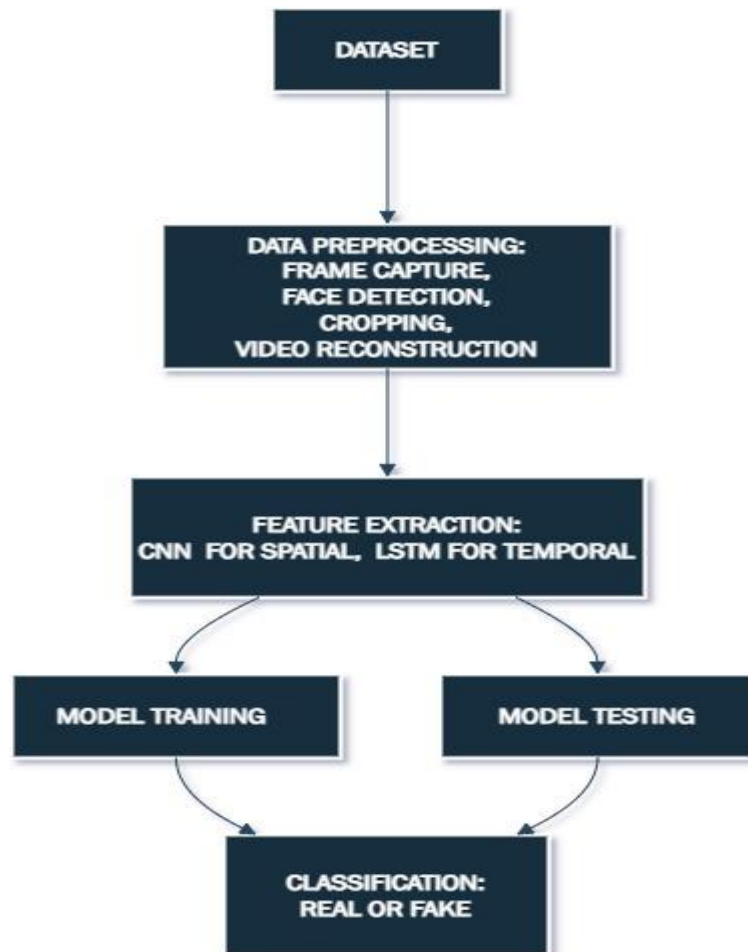 DATASET
DATA PREPROCESSING:
FRAME CAPTURE,
FACE DETECTION,
CROPPING,
VIDEO RECONSTRUCTION
FEATURE EXTRACTION:
CNN FOR SPATIAL, LSTM FOR TEMPORAL
MODEL TRAINING
MODEL TESTING
CLASSIFICATION:
REAL OR FAKE